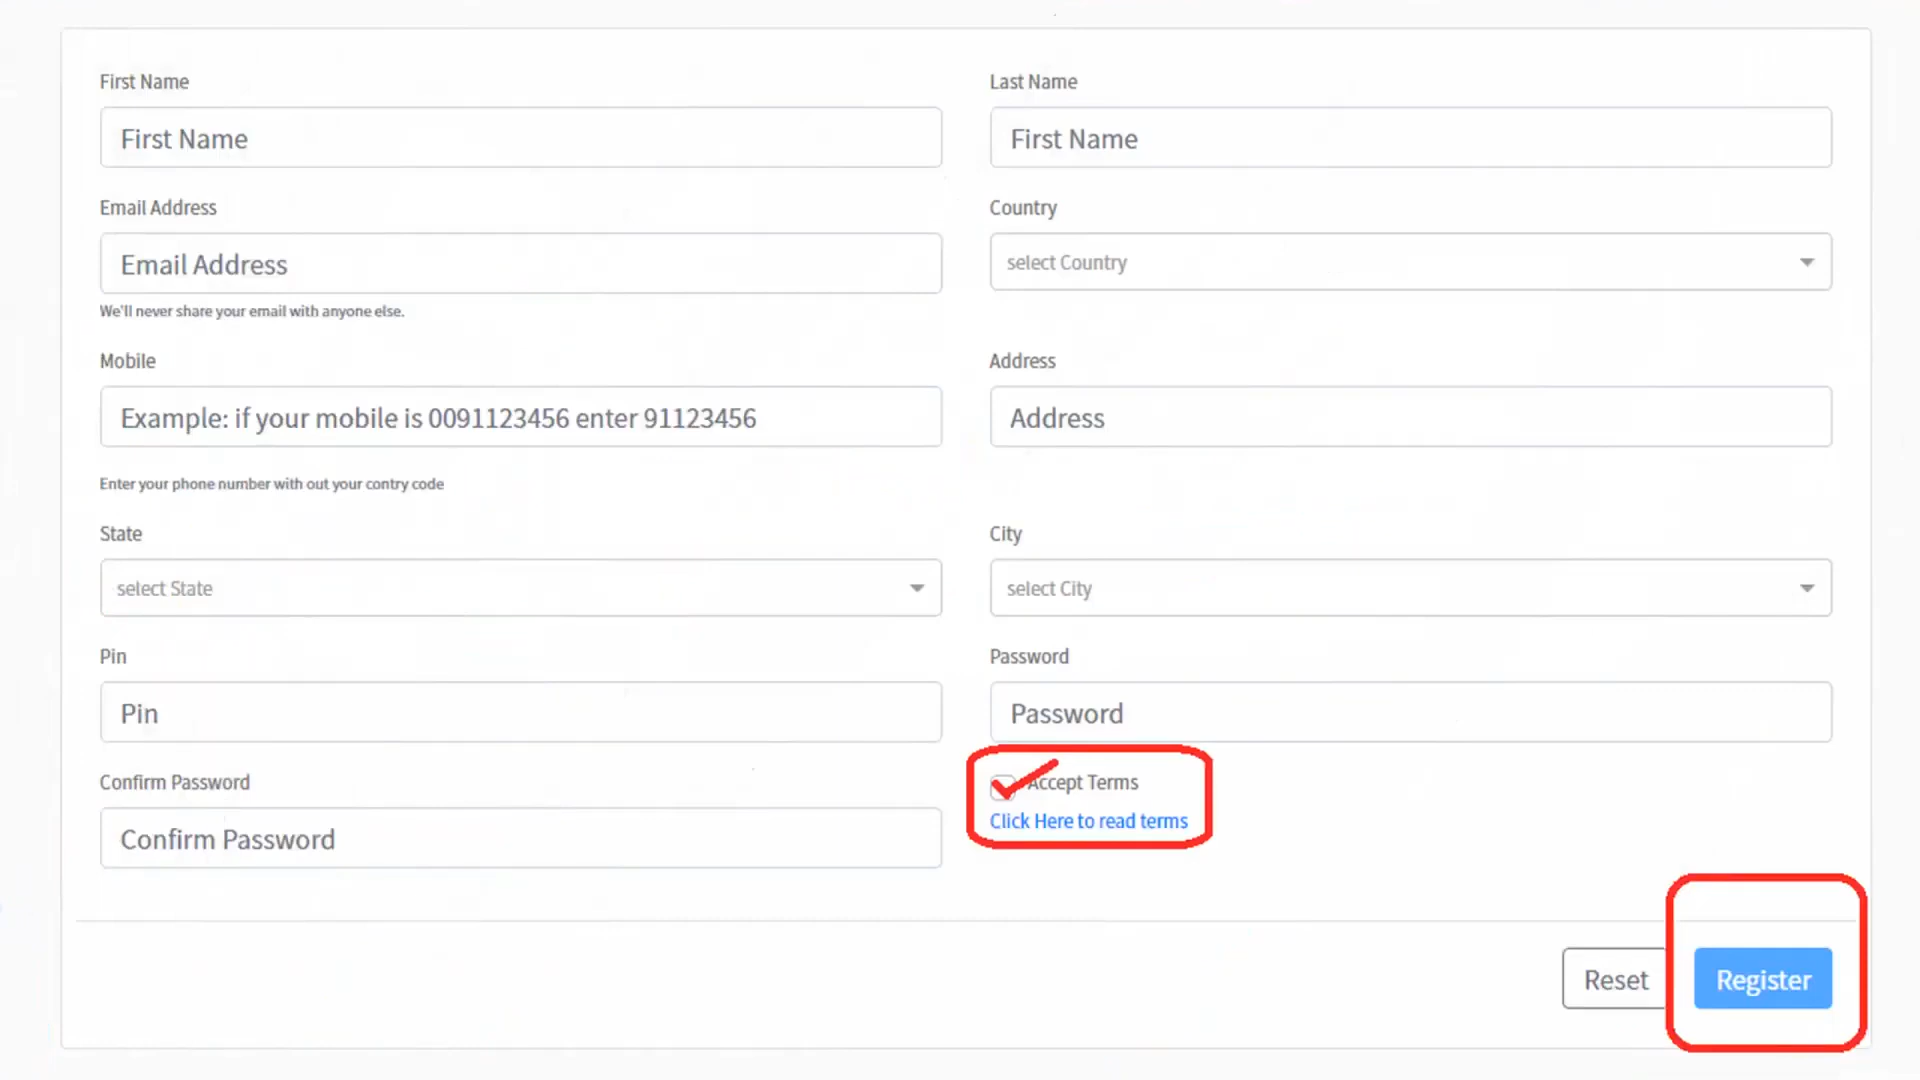 First Name
Last Name
First Name
First Name
Email Address
Country
Email Address
select Country
We'll never share your email with anyone else.
Mobile
Address
Example: if your mobile is 0091123456 enter 91123456
Address
Enter your phone number with out your contry code
State
City
select State
select City
Pin
Password
Pin
Password
Confirm Password
Accept Terms
Click Here to read terms
Confirm Password
Reset
Register